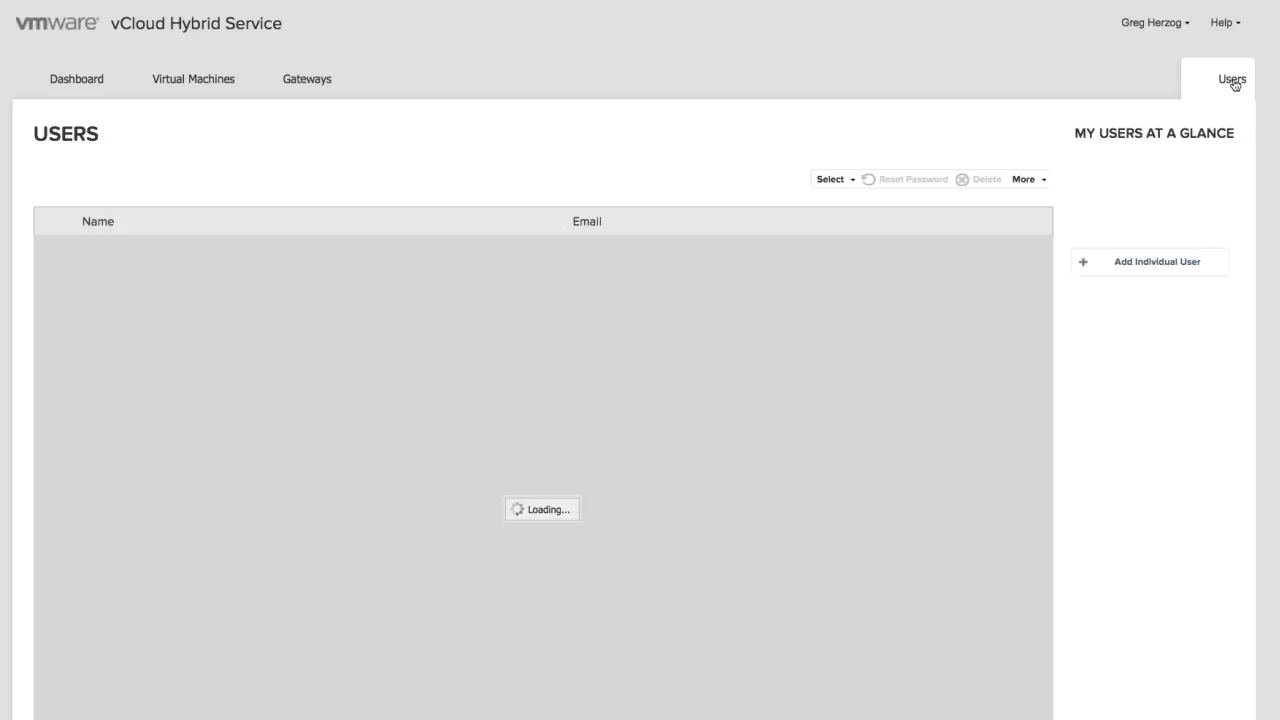 vmware vCloud Hybrid Service
Greg Herzog Help
Dashboard Virtual Machines Gateways Users
USERS
MY USERS AT A GLANCE
Select Reset Password Delete More
Name Email
Add Individual User
Loading...